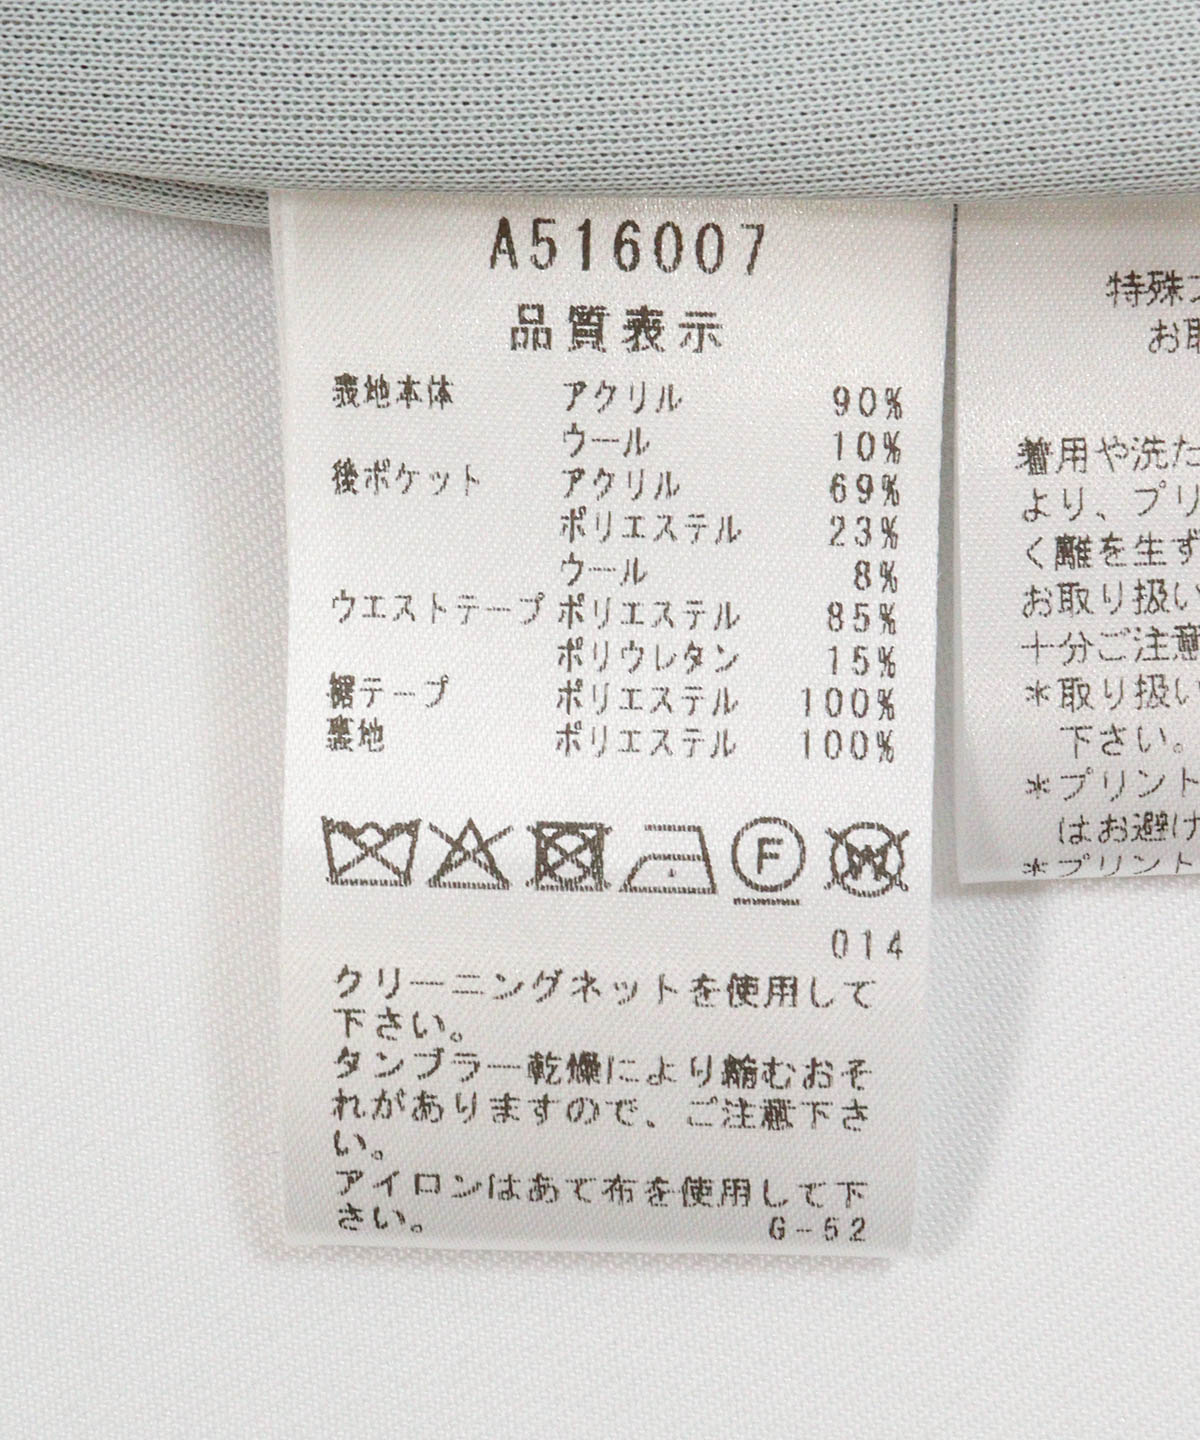 A516007
品質表示
表地本体 アクリル 90%
ウール 10%
後ポケット アクリル 69%
ポリエステル 23%
ウール 8%
ウエストテープ ポリエステル 85%
ポリウレタン 15%
裾テープ ポリエステル 100%
裏地 ポリエステル 100%
F
W
014
クリーニングネットを使用して
下さい。
タンブラー乾燥により縮むおそ
れがありますので、ご注意下さ
い。
アイロンはあて布を使用して下
さい。
G-52
特殊
お取
着用や洗た
より、プリ
く離を生ず
お取り扱い
十分ご注意
*取り扱い
下さい。
*プリント
はお避け
*プリント